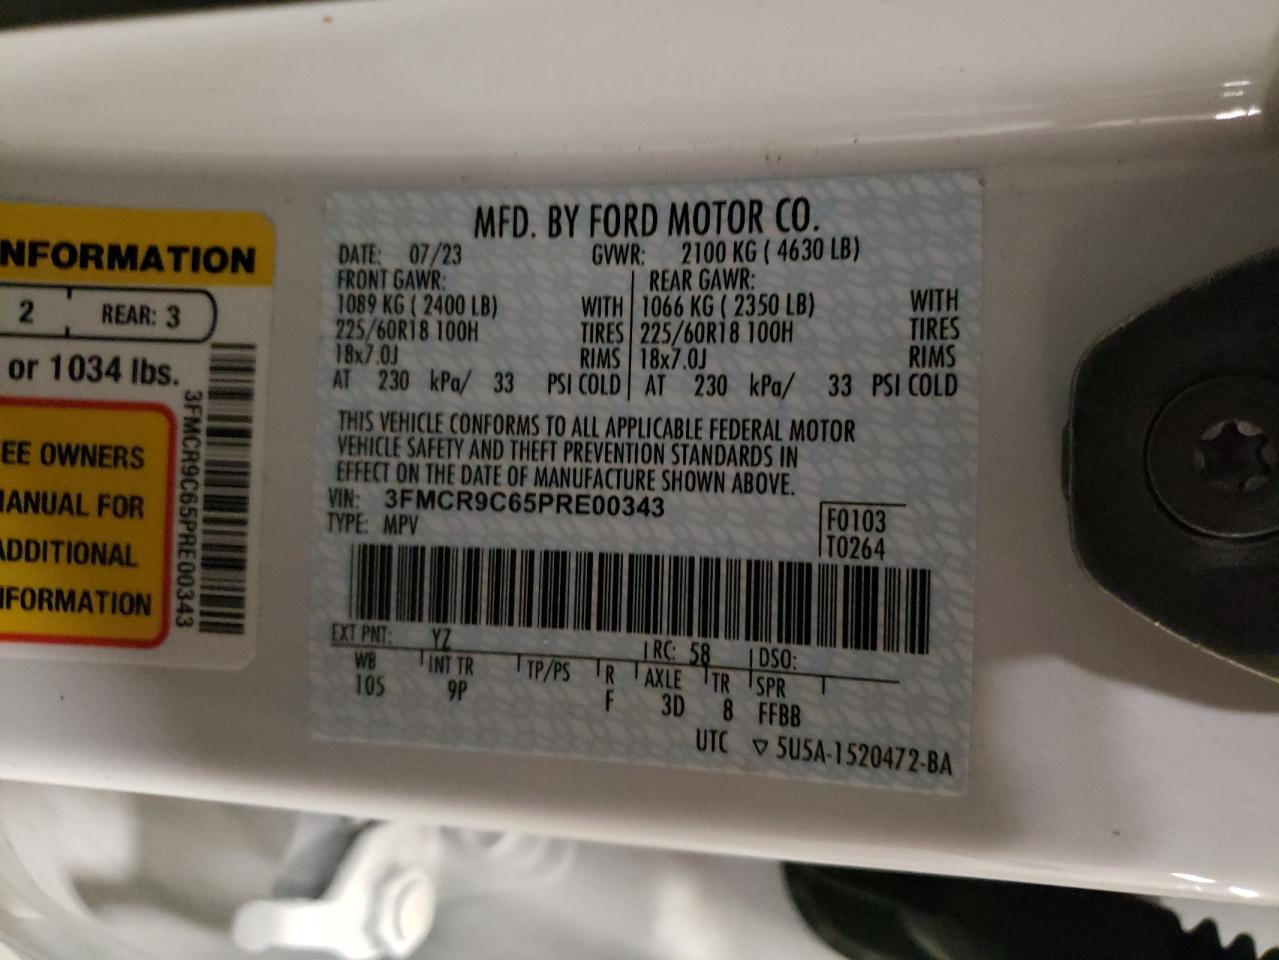 NFORMATION
2 REAR: 3
or 1034 lbs.
EE OWNERS
ANUAL FOR
ADDITIONAL
FORMATION
3FMCR9C65PRE00343
MFD. BY FORD MOTOR CO.
DATE: 07/23 GVWR: 2100 KG ( 4630 LB)
FRONT GAWR: REAR GAWR:
1089 KG ( 2400 LB) WITH 1066 KG ( 2350 LB) WITH
225/60R18 100H TIRES 225/60R18 100H TIRES
18x7.0J RIMS 18x7.0J RIMS
AT 230 kPa/ 33 PSI COLD AT 230 kPa/ 33 PSI COLD
THIS VEHICLE CONFORMS TO ALL APPLICABLE FEDERAL MOTOR
VEHICLE SAFETY AND THEFT PREVENTION STANDARDS IN
EFFECT ON THE DATE OF MANUFACTURE SHOWN ABOVE.
VIN: 3FMCR9C65PRE00343
TYPE: MPV
F0103
T0264
EXT PNT: YZ RC: 58 DSO:
WB INT TR TP/PS R AXLE TR SPR
105 9P F 3D 8 FFBB
UTC ▽ 5U5A-1520472-BA